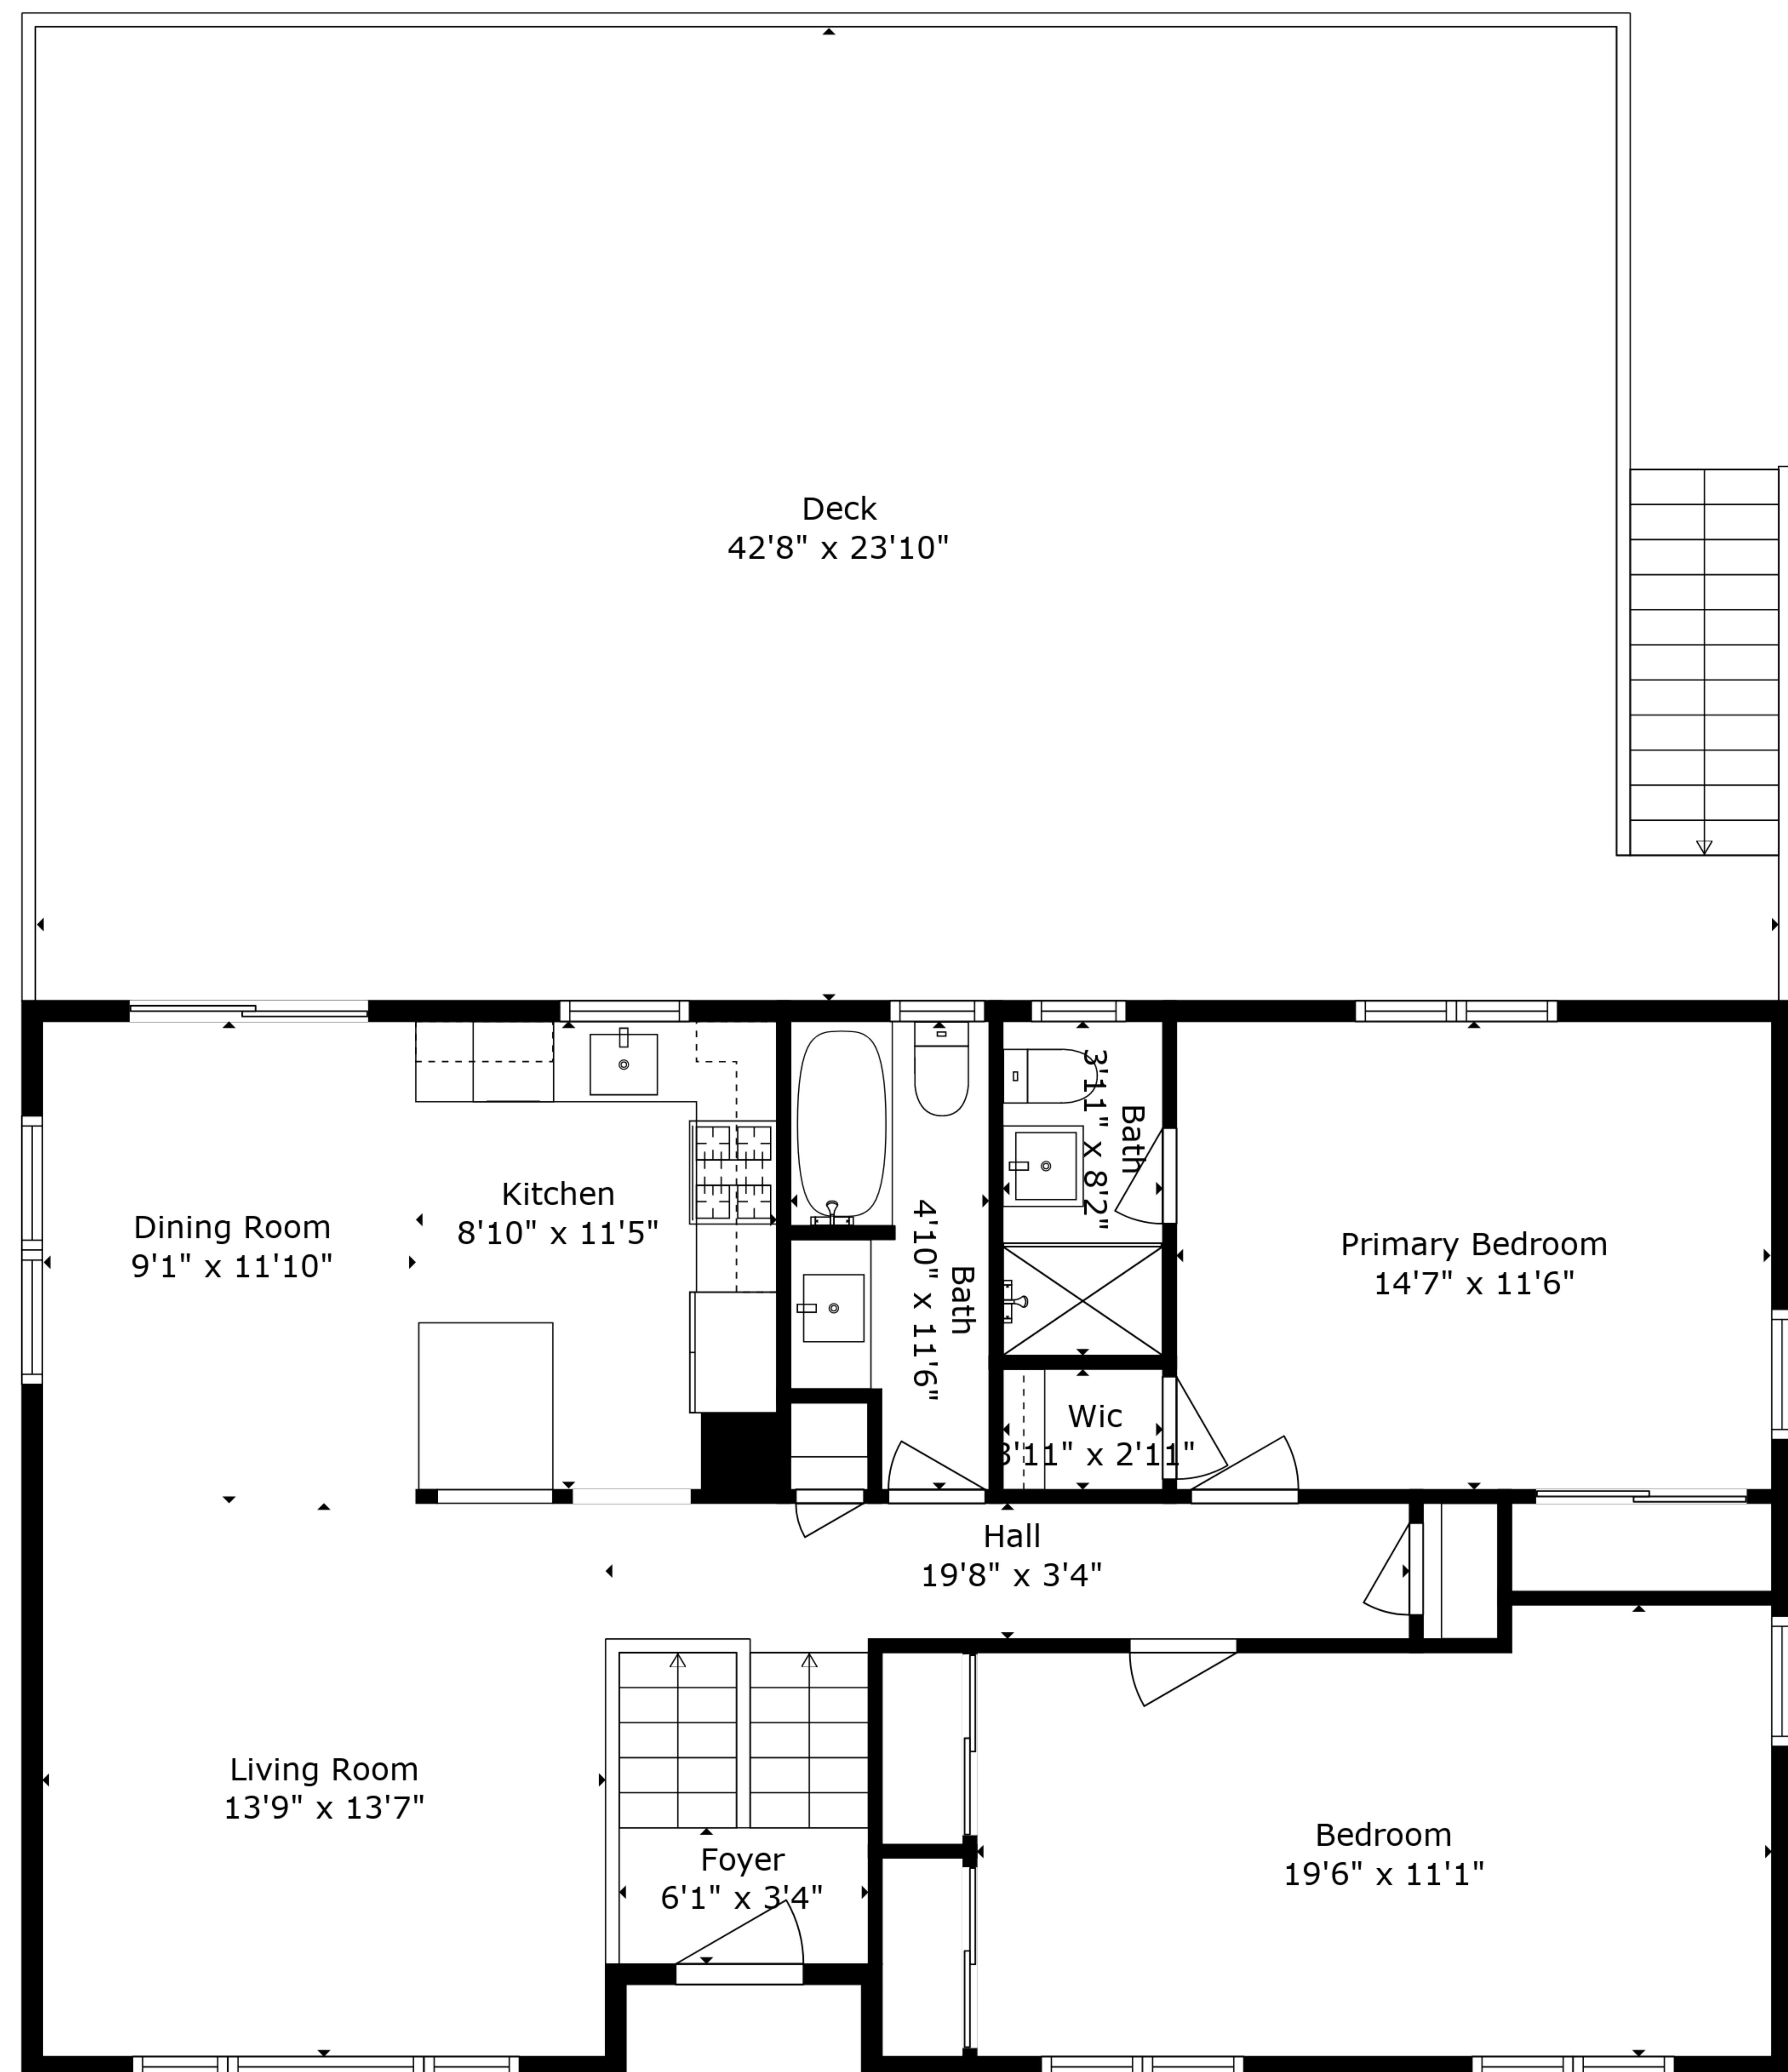 Deck
42'8" x 23'10"
Kitchen
8'10" x 11'5"
Dining Room
9'1" x 11'10"
Bath
4'10" x 11'6"
Bath
3'11" x 8'2"
Primary Bedroom
14'7" x 11'6"
Wic
3'11" x 2'11"
Hall
19'8" x 3'4"
Living Room
13'9" x 13'7"
Foyer
6'1" x 3'4"
Bedroom
19'6" x 11'1"